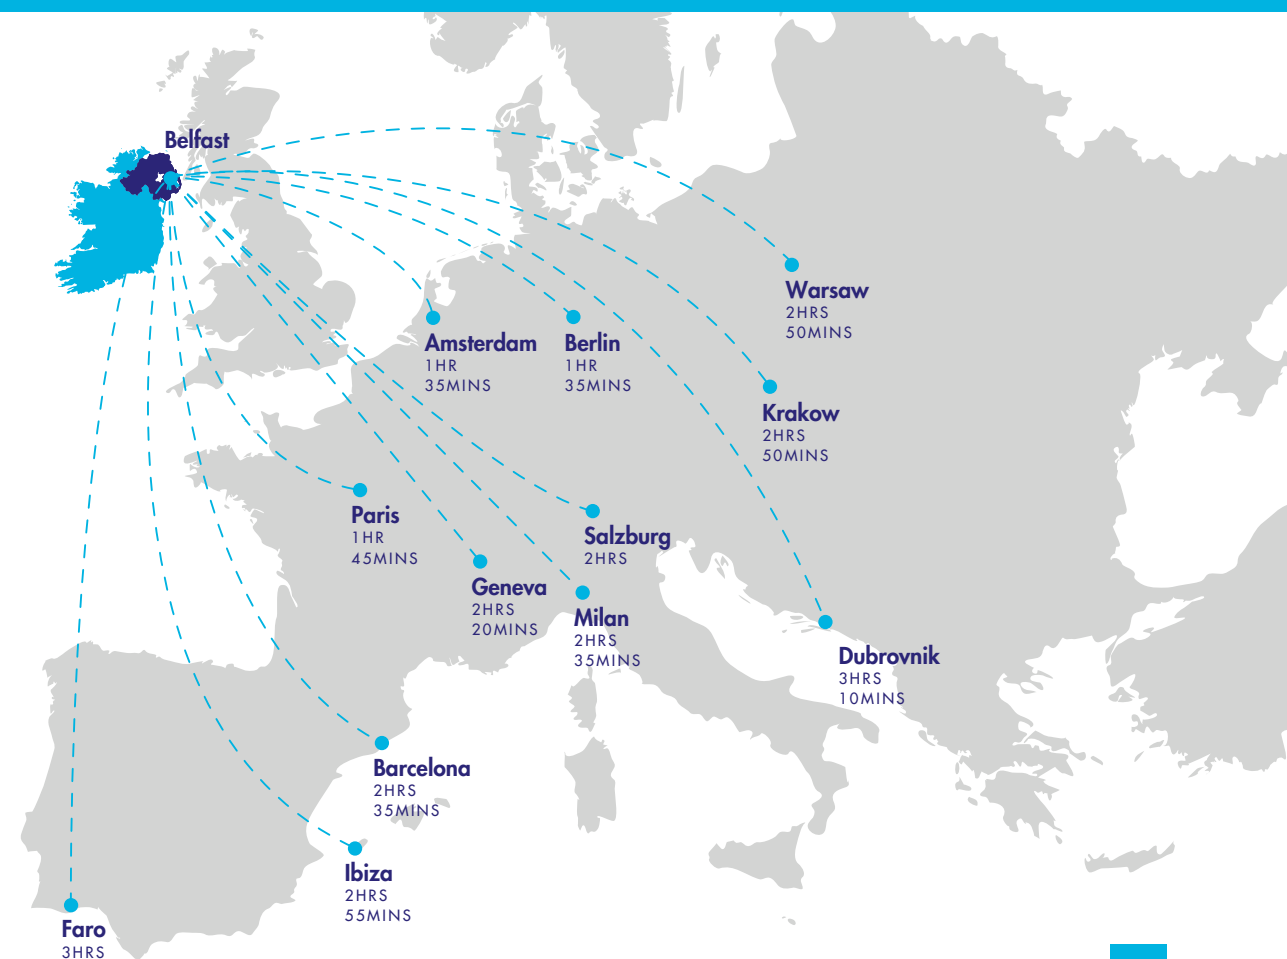 Belfast
Warsaw
2HRS
50MINS
Amsterdam
1HR
35MINS
Berlin
1HR
35MINS
Krakow
2HRS
50MINS
Paris
1HR
45MINS
Salzburg
2HRS
Geneva
2HRS
20MINS
Milan
2HRS
35MINS
Dubrovnik
3HRS
10MINS
Barcelona
2HRS
35MINS
Ibiza
2HRS
55MINS
Faro
3HRS